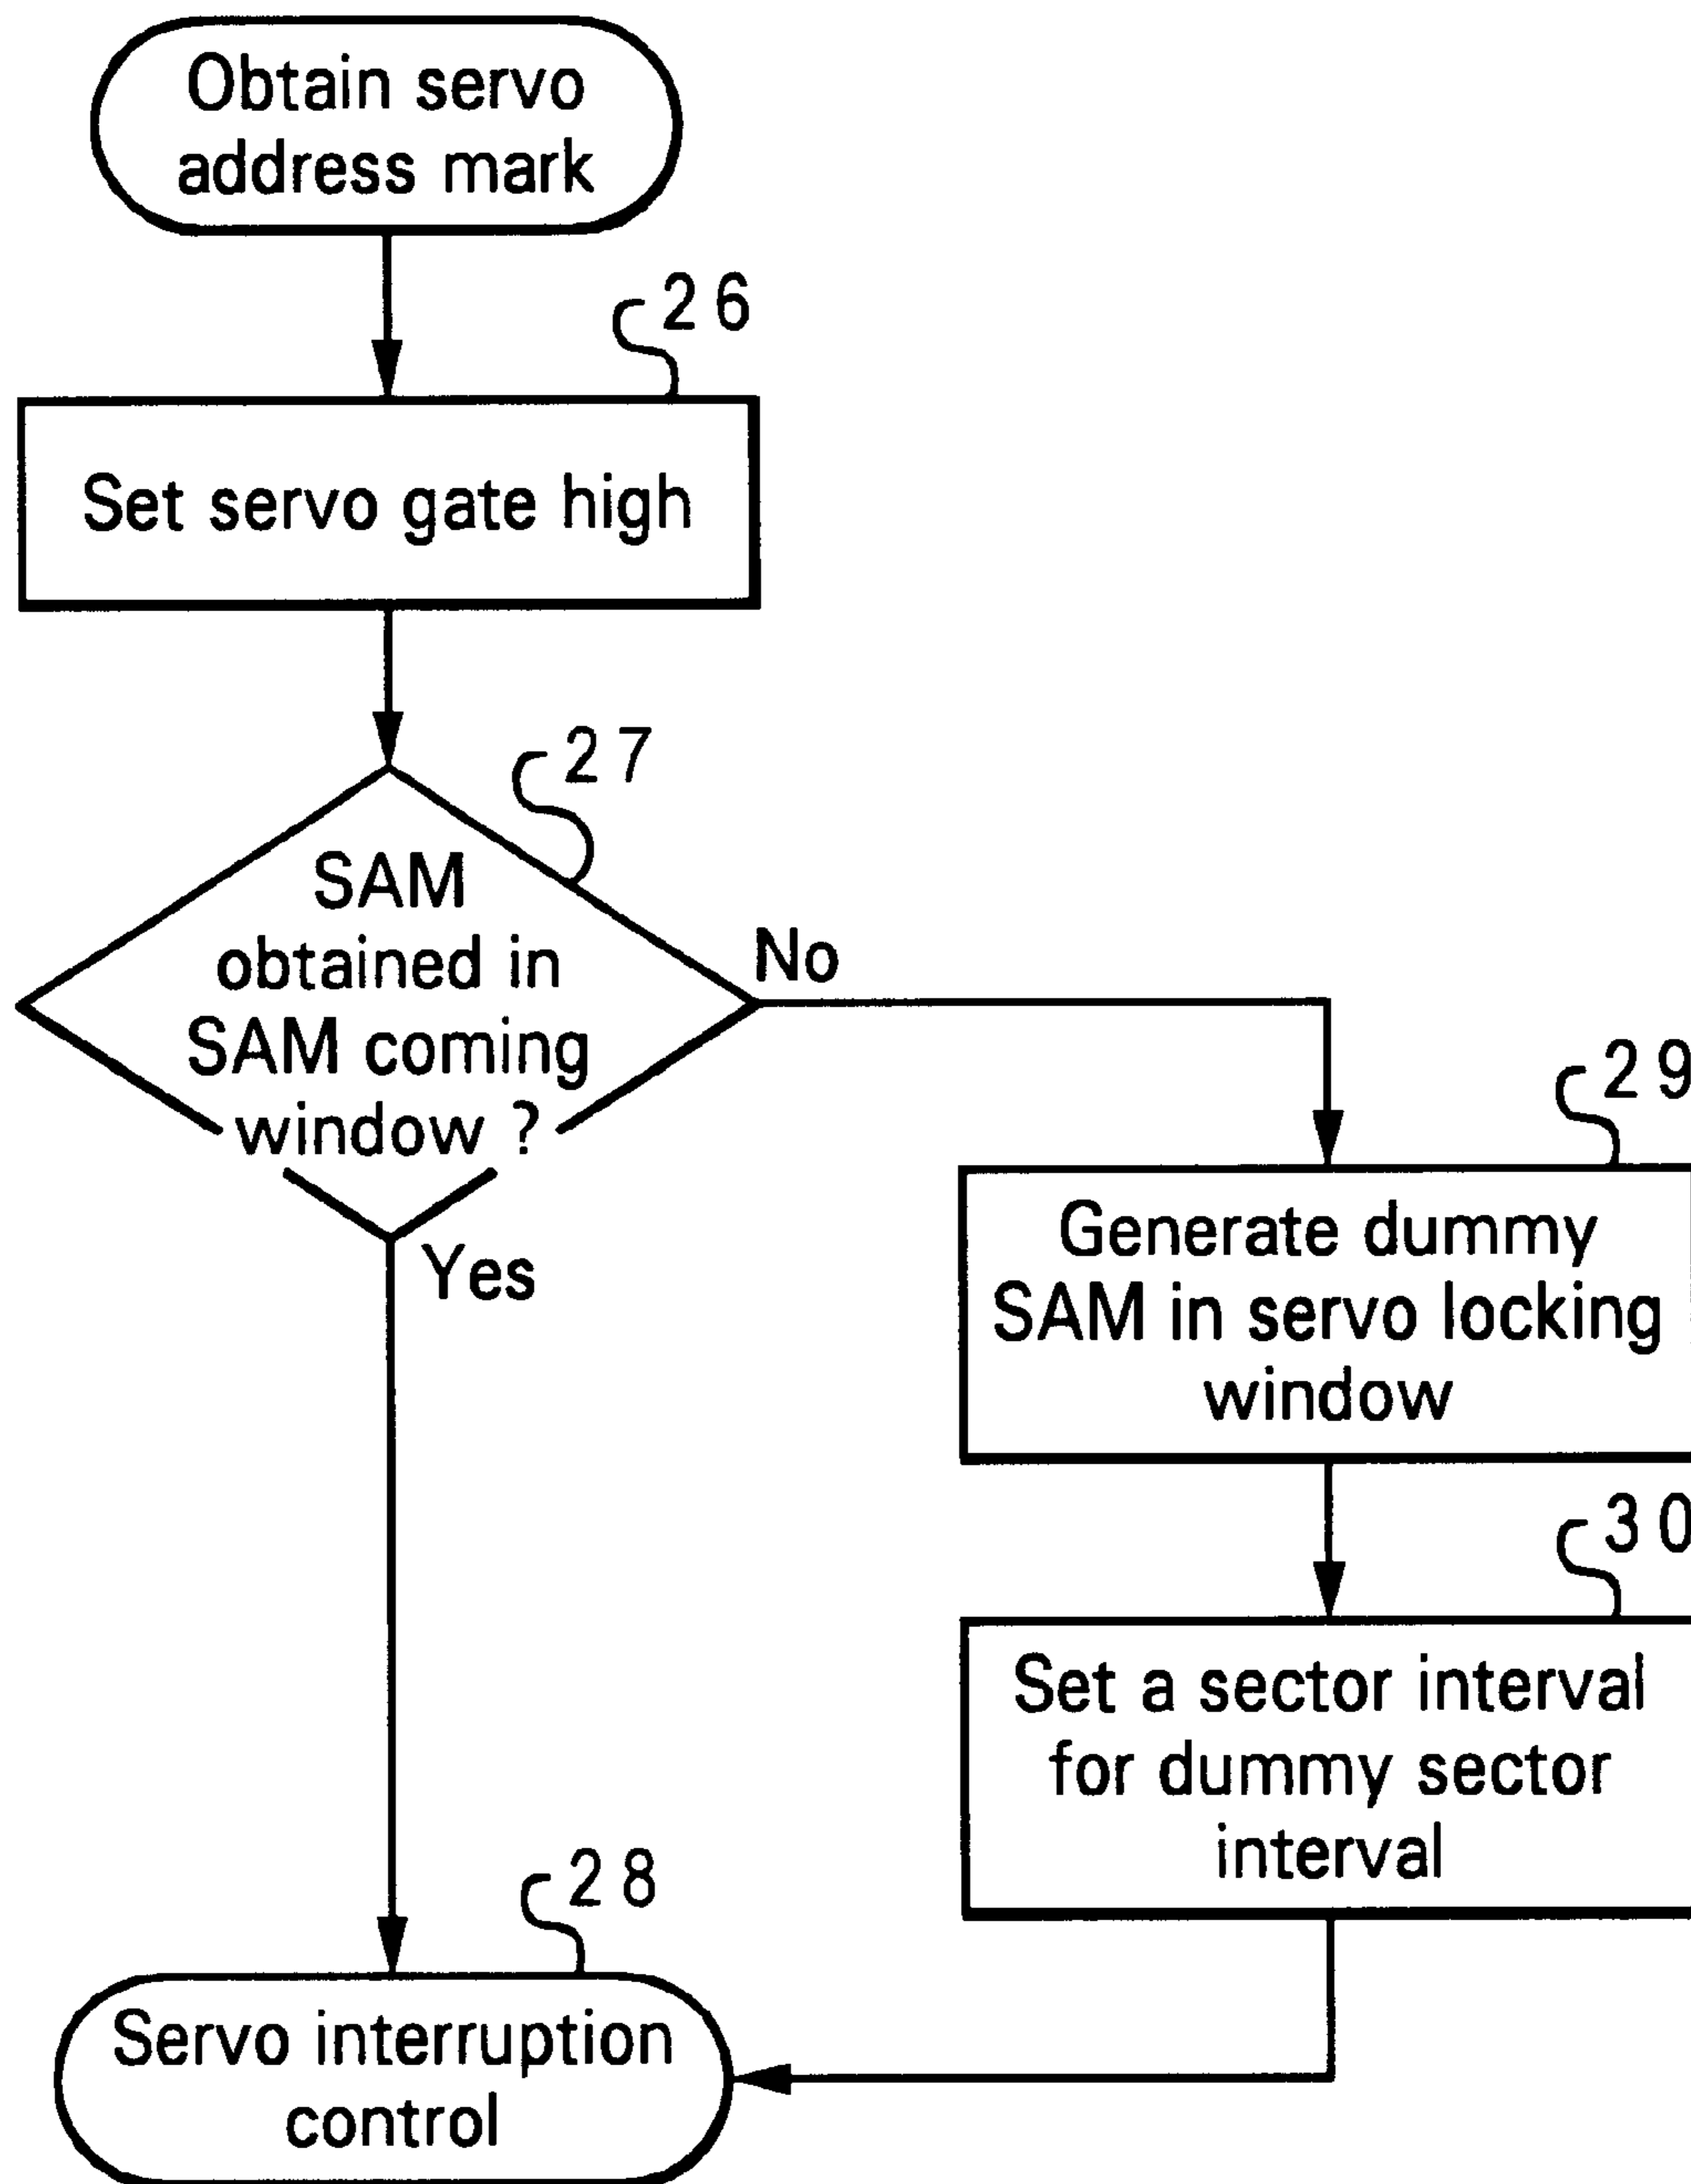 Obtain servo
address mark
26
Set servo gate high
27
SAM
obtained in
SAM coming
window ?
No
Yes
29
Generate dummy
SAM in servo locking
window
30
Set a sector interval
for dummy sector
interval
28
Servo interruption
control